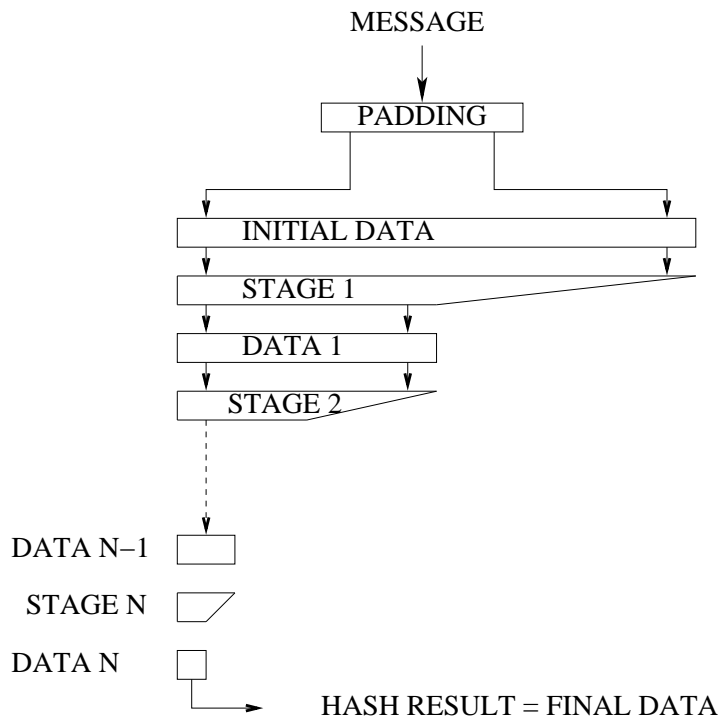 MESSAGE
PADDING
INITIAL DATA
STAGE 1
DATA 1
STAGE 2
DATA N−1
STAGE N
DATA N
HASH RESULT = FINAL DATA